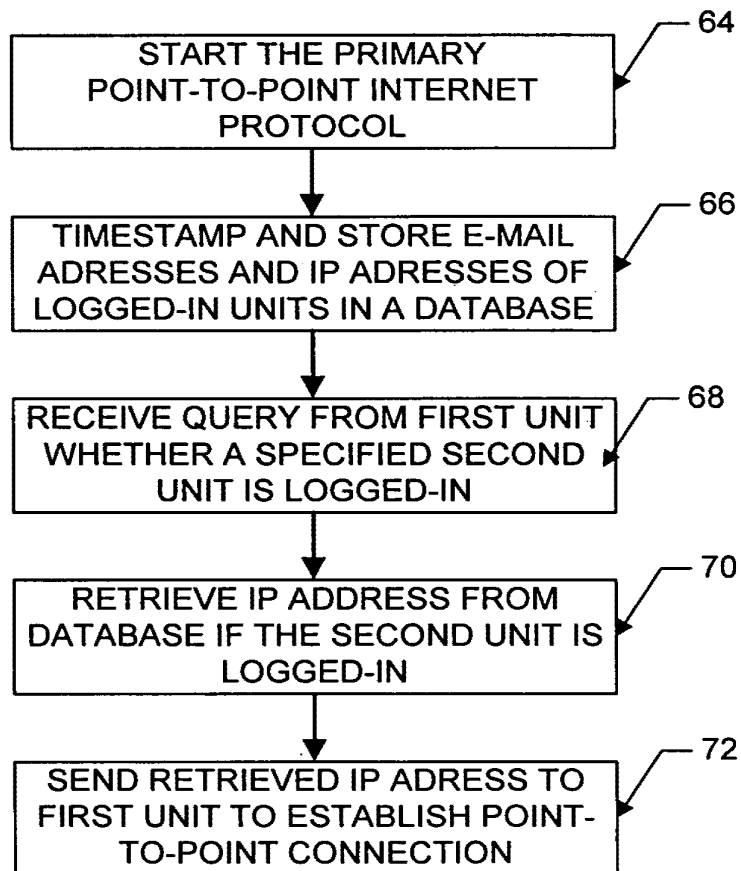 64
START THE PRIMARY
POINT-TO-POINT INTERNET
PROTOCOL
66
TIMESTAMP AND STORE E-MAIL
ADRESSES AND IP ADRESSES OF
LOGGED-IN UNITS IN A DATABASE
68
RECEIVE QUERY FROM FIRST UNIT
WHETHER A SPECIFIED SECOND
UNIT IS LOGGED-IN
70
RETRIEVE IP ADDRESS FROM
DATABASE IF THE SECOND UNIT IS
LOGGED-IN
72
SEND RETRIEVED IP ADRESS TO
FIRST UNIT TO ESTABLISH POINT-
TO-POINT CONNECTION